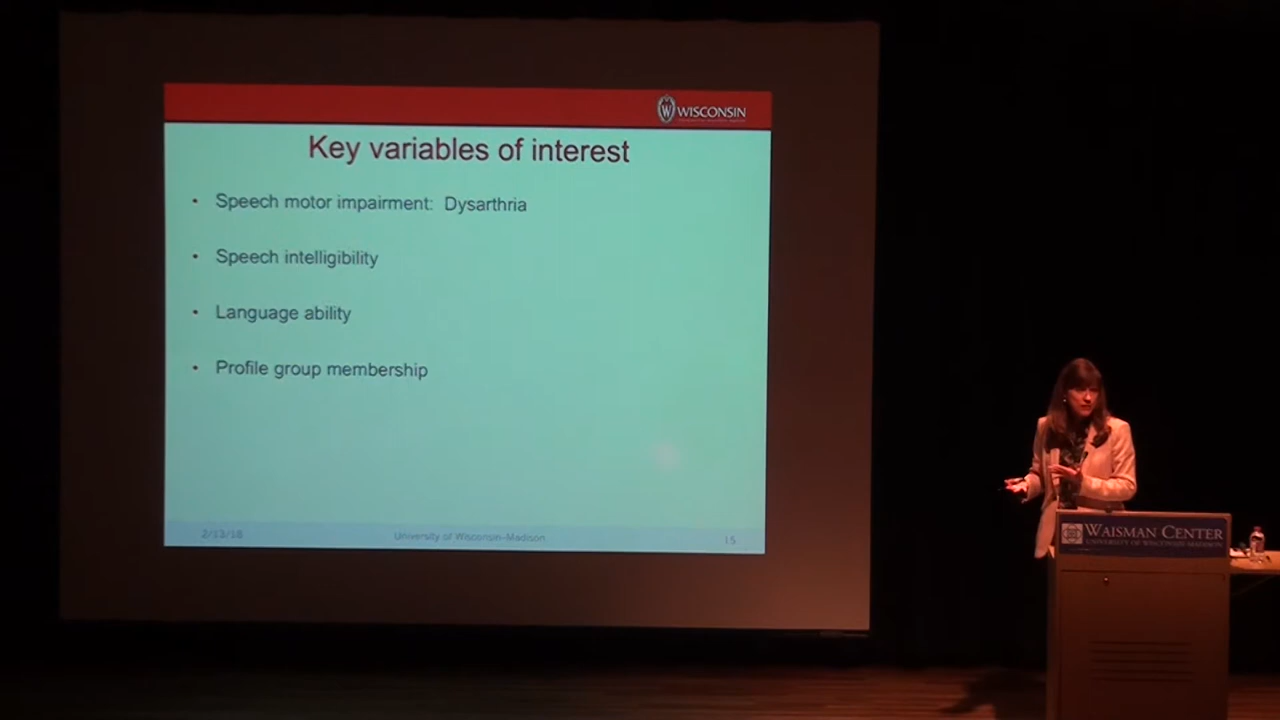 WISCONSIN
Key variables of interest
• Speech motor impairment: Dysarthria
• Speech intelligibility
• Language ability
• Profile group membership
2/13/18
University of Wisconsin–Madison
15
WAISMAN CENTER
UNIVERSITY OF WISCONSIN-MADISON